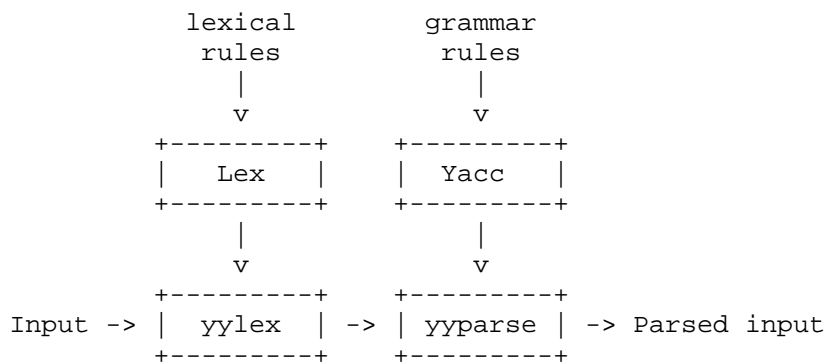 lexical grammar
rules rules
| |
v v
+---------+ +---------+
| Lex | | Yacc |
+---------+ +---------+
| |
v v
+---------+ +---------+
Input -> | yylex | -> | yyparse | -> Parsed input
+---------+ +---------+